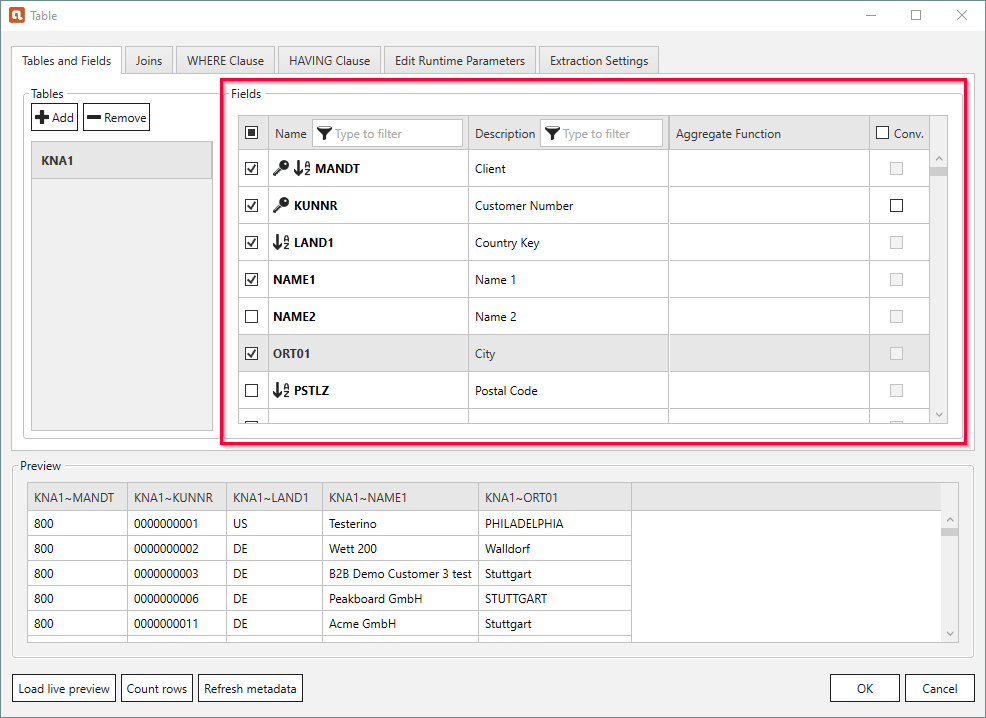 Table
Tables and Fields Joins WHERE Clause HAVING Clause Edit Runtime Parameters Extraction Settings
Tables
Add Remove
KNA1
Fields
Name Type to filter Description Type to filter Aggregate Function Conv.
MANDT Client
KUNNR Customer Number
LAND1 Country Key
NAME1 Name 1
NAME2 Name 2
ORT01 City
PSTLZ Postal Code
Preview
KNA1~MANDT KNA1~KUNNR KNA1~LAND1 KNA1~NAME1 KNA1~ORT01
800 0000000001 US Testerino PHILADELPHIA
800 0000000002 DE Wett 200 Walldorf
800 0000000003 DE B2B Demo Customer 3 test Stuttgart
800 0000000006 DE Peakboard GmbH STUTTGART
800 0000000011 DE Acme GmbH Stuttgart
Load live preview Count rows Refresh metadata OK Cancel